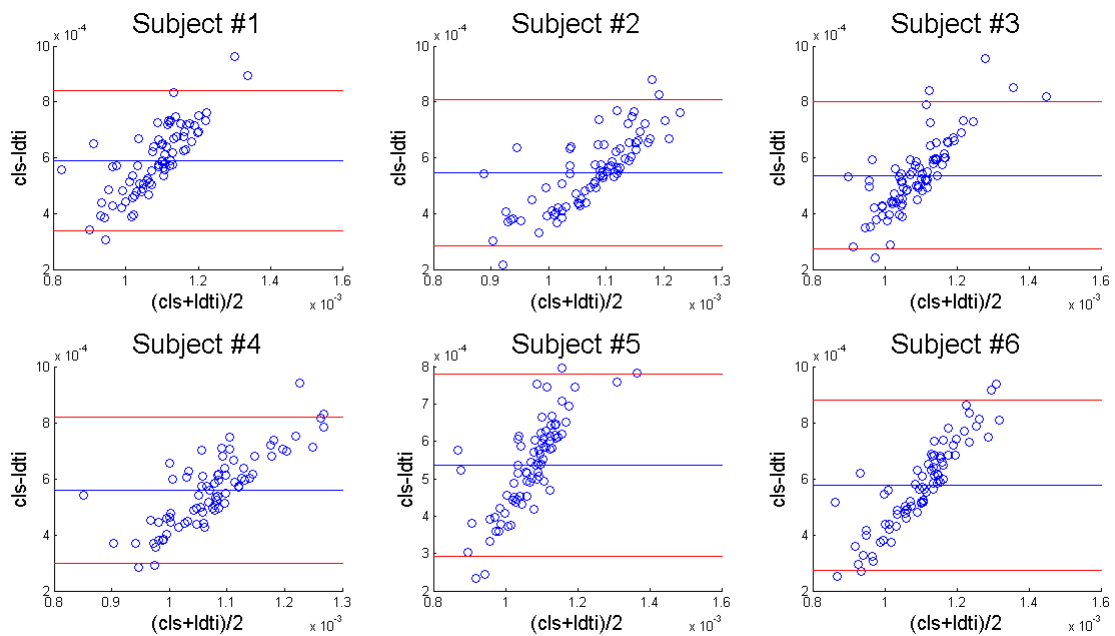 Subject #1
x 10^-4
10
8
6
4
2
cls-ldti
0.8 1.0 1.2 1.4 1.6
(cls+ldti)/2
x 10^-3
Subject #2
x 10^-4
10
8
6
4
2
cls-ldti
0.8 0.9 1 1.1 1.2 1.3
(cls+ldti)/2
x 10^-3
Subject #3
x 10^-4
10
8
6
4
2
cls-ldti
0.8 1.0 1.2 1.4 1.6
(cls+ldti)/2
x 10^-3
Subject #4
x 10^-4
10
8
6
4
2
cls-ldti
0.8 0.9 1 1.1 1.2 1.3
(cls+ldti)/2
x 10^-3
Subject #5
x 10^-4
8
7
6
5
4
3
2
cls-ldti
0.8 1 1.2 1.4 1.6
(cls+ldti)/2
x 10^-3
Subject #6
x 10^-4
10
8
6
4
2
cls-ldti
0.8 1.0 1.2 1.4 1.6
(cls+ldti)/2
x 10^-3